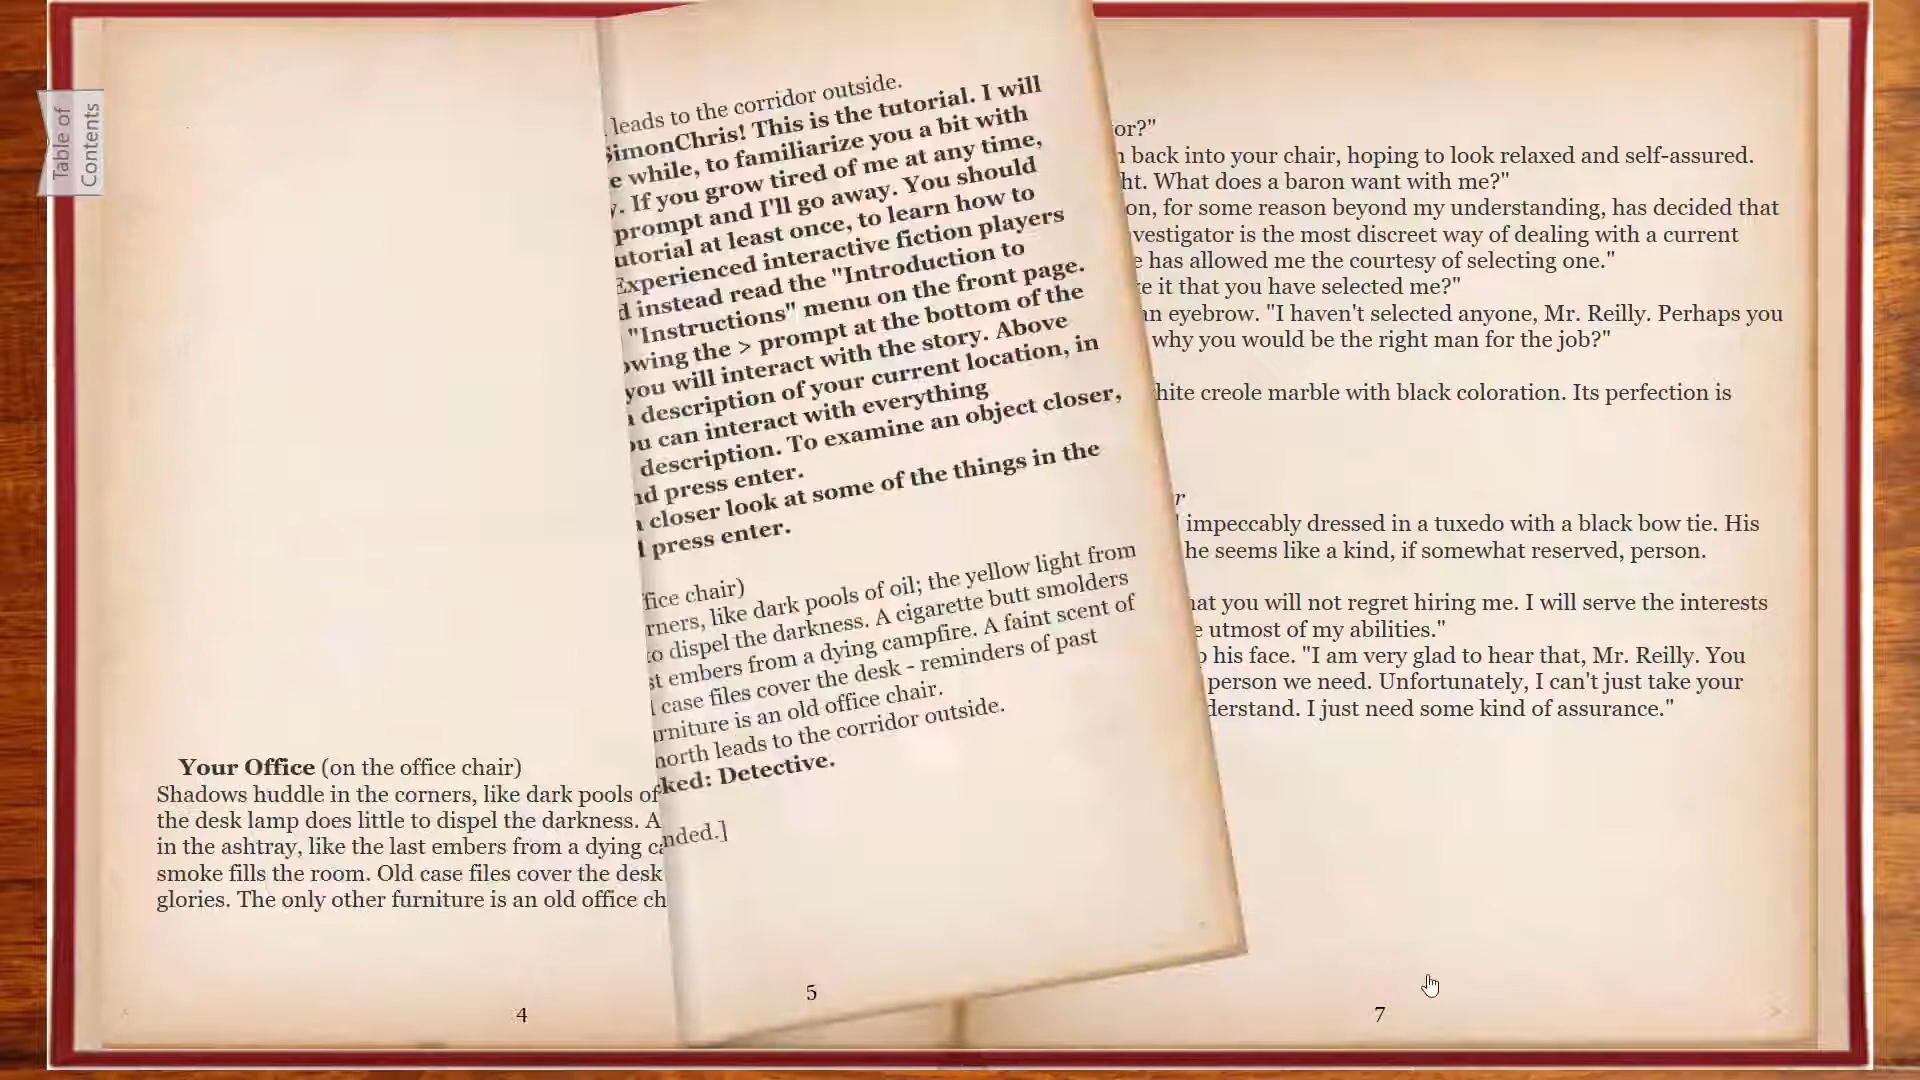 Table of
Contents
Your Office (on the office chair)
Shadows huddle in the corners, like dark pools of
the desk lamp does little to dispel the darkness. A
in the ashtray, like the last embers from a dying
smoke fills the room. Old case files cover the desk
glories. The only other furniture is an old office
4
leads to the corridor outside.
SimonChris! This is the tutorial. I will
while, to familiarize you a bit with
If you grow tired of me at any time,
prompt and I'll go away. You should
tutorial at least once, to learn how to
Experienced interactive fiction players
instead read the "Introduction to
"Instructions" menu on the front page.
the > prompt at the bottom of the
you will interact with the story. Above
description of your current location, in
can interact with everything
description. To examine an object closer,
press enter.
closer look at some of the things in the
press enter.
chair)
like dark pools of oil; the yellow light from
to dispel the darkness. A cigarette butt smolders
embers from a dying campfire. A faint scent of
case files cover the desk - reminders of past
is an old office chair.
north leads to the corridor outside.
Detective.
5
back into your chair, hoping to look relaxed and self-assured.
What does a baron want with me?"
for some reason beyond my understanding, has decided that
is the most discreet way of dealing with a current
has allowed me the courtesy of selecting one."
it that you have selected me?"
eyebrow. "I haven't selected anyone, Mr. Reilly. Perhaps you
why you would be the right man for the job?"
creole marble with black coloration. Its perfection is
impeccably dressed in a tuxedo with a black bow tie. His
he seems like a kind, if somewhat reserved, person.
you will not regret hiring me. I will serve the interests
utmost of my abilities."
his face. "I am very glad to hear that, Mr. Reilly. You
person we need. Unfortunately, I can't just take your
I just need some kind of assurance."
7